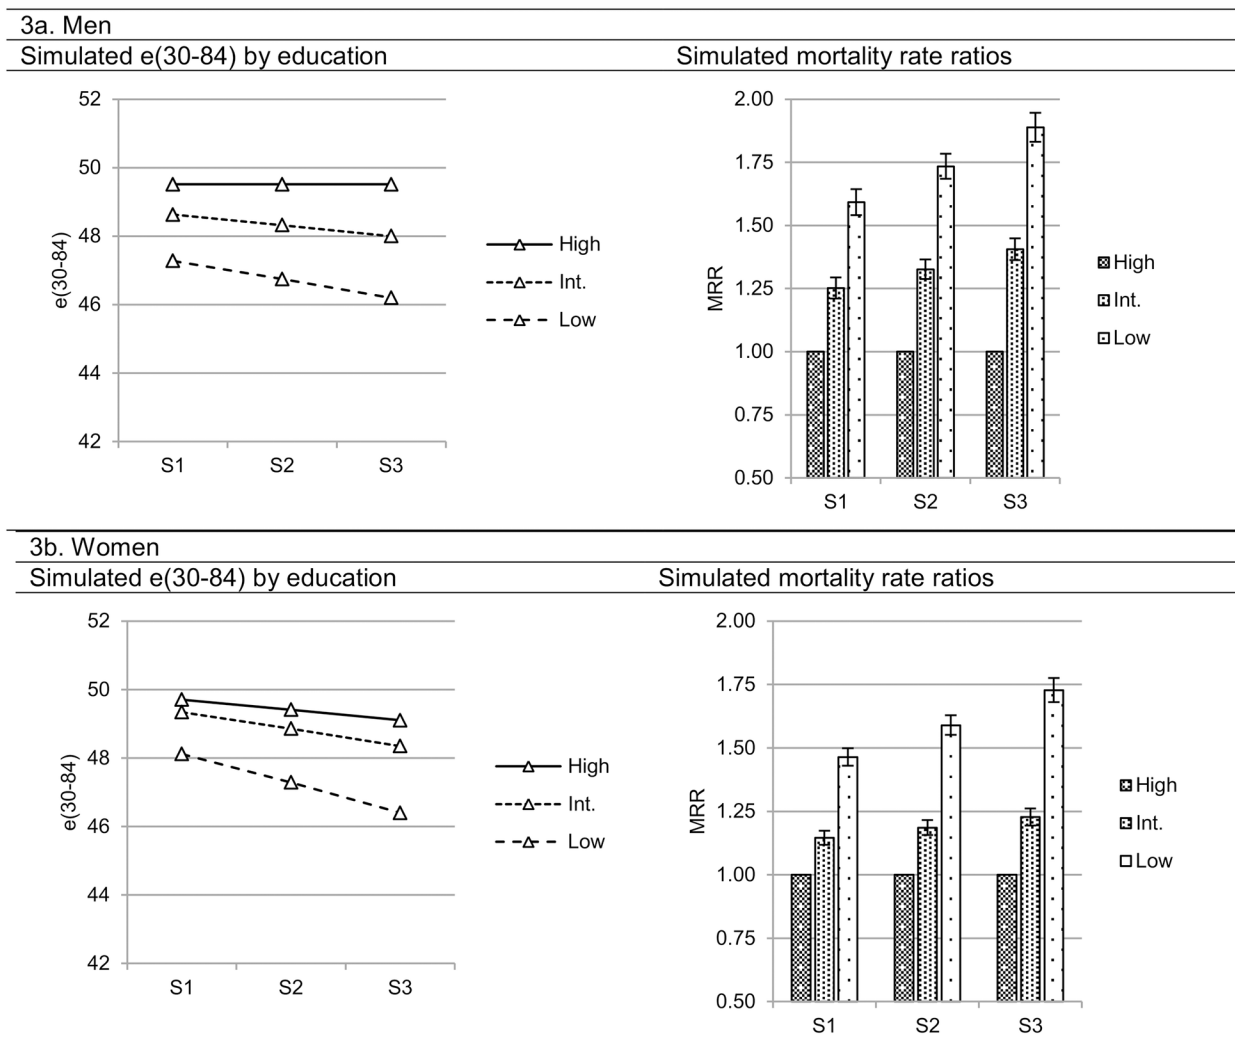 3a. Men
Simulated e(30-84) by education
Simulated mortality rate ratios
52
50
48
46
44
42
e(30-84)
S1 S2 S3
High
Int.
Low
2.00
1.75
1.50
1.25
1.00
0.75
0.50
MRR
S1 S2 S3
High
Int.
Low
3b. Women
Simulated e(30-84) by education
Simulated mortality rate ratios
52
50
48
46
44
42
e(30-84)
S1 S2 S3
High
Int.
Low
2.00
1.75
1.50
1.25
1.00
0.75
0.50
MRR
S1 S2 S3
High
Int.
Low